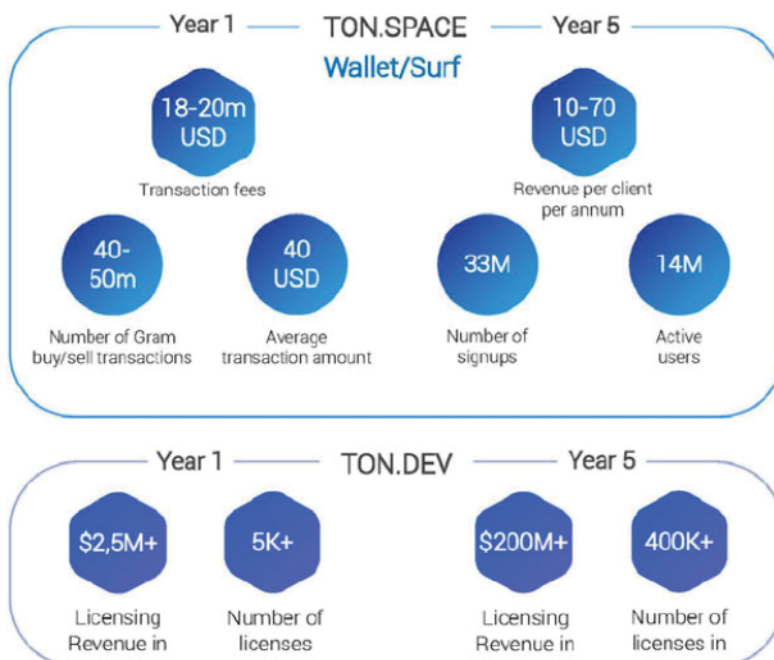 Year 1
TON.SPACE
Year 5
Wallet/Surf
18-20m
USD
Transaction fees
10-70
USD
Revenue per client
per annum
40-
50m
Number of Gram
buy/sell transactions
40
USD
Average
transaction amount
33M
Number of
signups
14M
Active
users
Year 1
TON.DEV
Year 5
$2,5M+
Licensing
Revenue in
5K+
Number of
licenses
$200M+
Licensing
Revenue in
400K+
Number of
licenses in